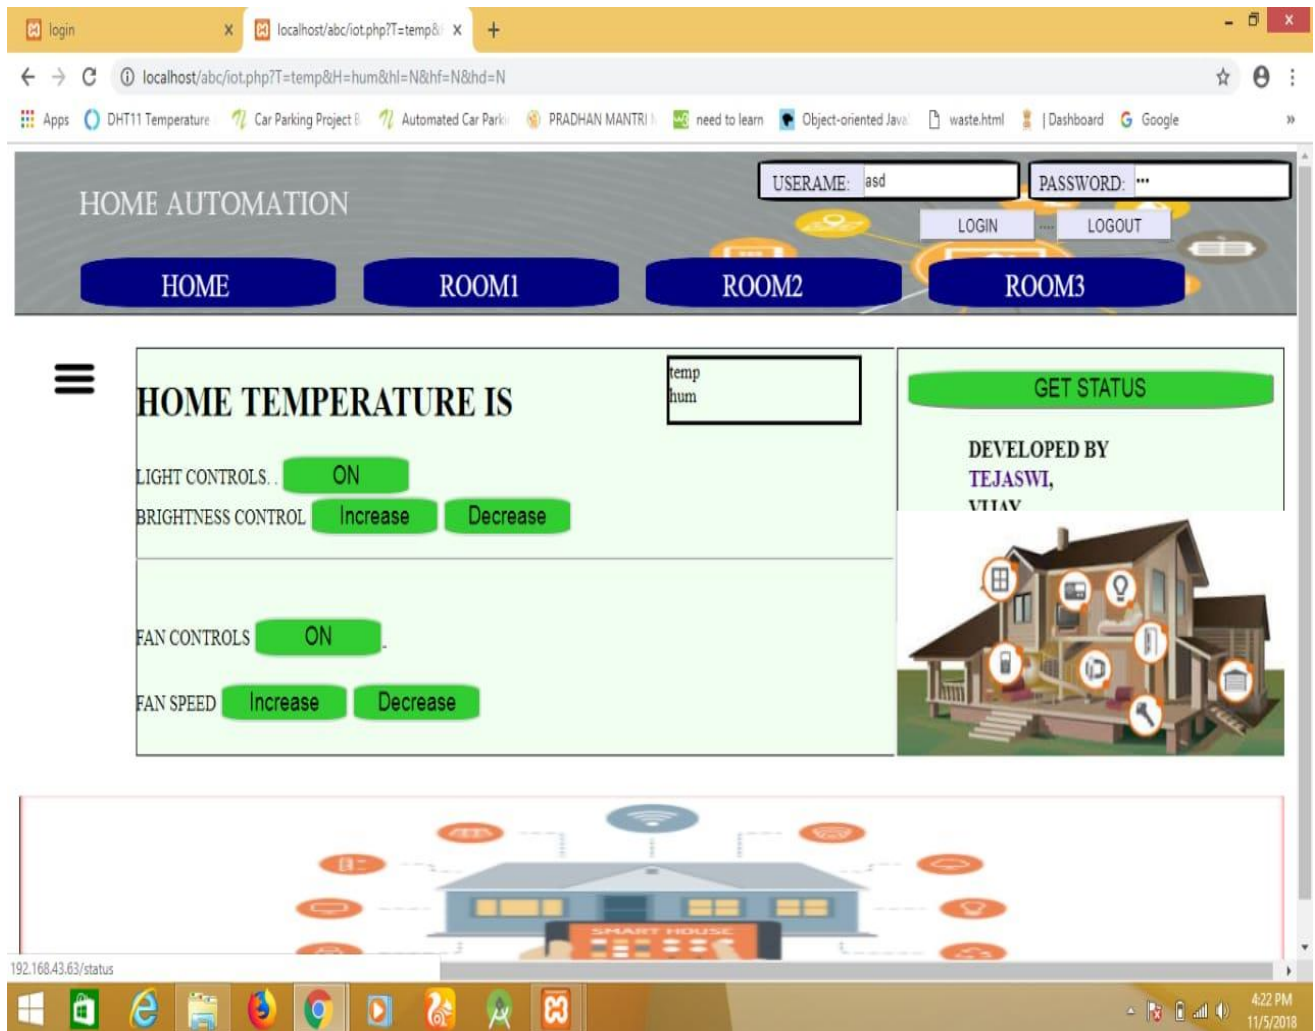 login
localhost/abc/iot.php?T=temp&
localhost/abc/iot.php?T=temp&H=hum&hl=N&hf=N&hd=N
Apps DHT11 Temperature Car Parking Project B Automated Car Parki PRADHAN MANTRI need to learn Object-oriented Java waste.html | Dashboard Google »
HOME AUTOMATION
USERAME: asd PASSWORD: •••
LOGIN .... LOGOUT
HOME ROOM1 ROOM2 ROOM3
HOME TEMPERATURE IS
temp
hum
LIGHT CONTROLS. . ON
BRIGHTNESS CONTROL Increase Decrease
FAN CONTROLS ON
FAN SPEED Increase Decrease
GET STATUS
DEVELOPED BY
TEJASWI,
VIJAY
SMART HOUSE
192.168.43.63/status
4:22 PM
11/5/2018